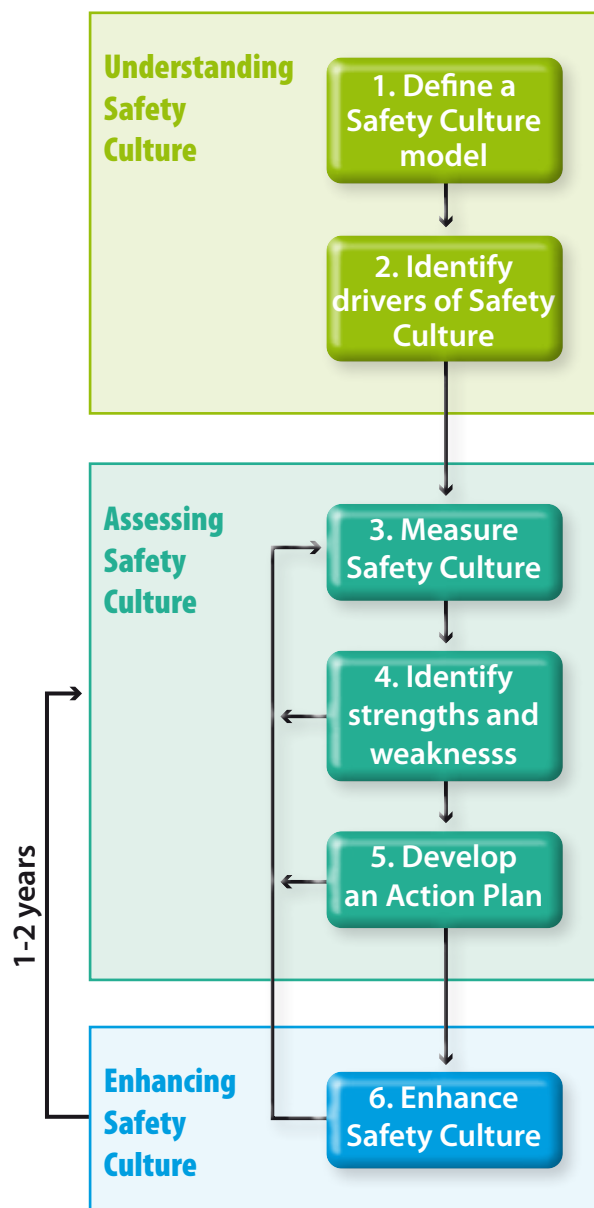 Understanding
Safety
Culture
1. Define a
Safety Culture
model
2. Identify
drivers of Safety
Culture
Assessing
Safety
Culture
3. Measure
Safety Culture
4. Identify
strengths and
weaknesss
5. Develop
an Action Plan
1-2 years
Enhancing
Safety
Culture
6. Enhance
Safety Culture